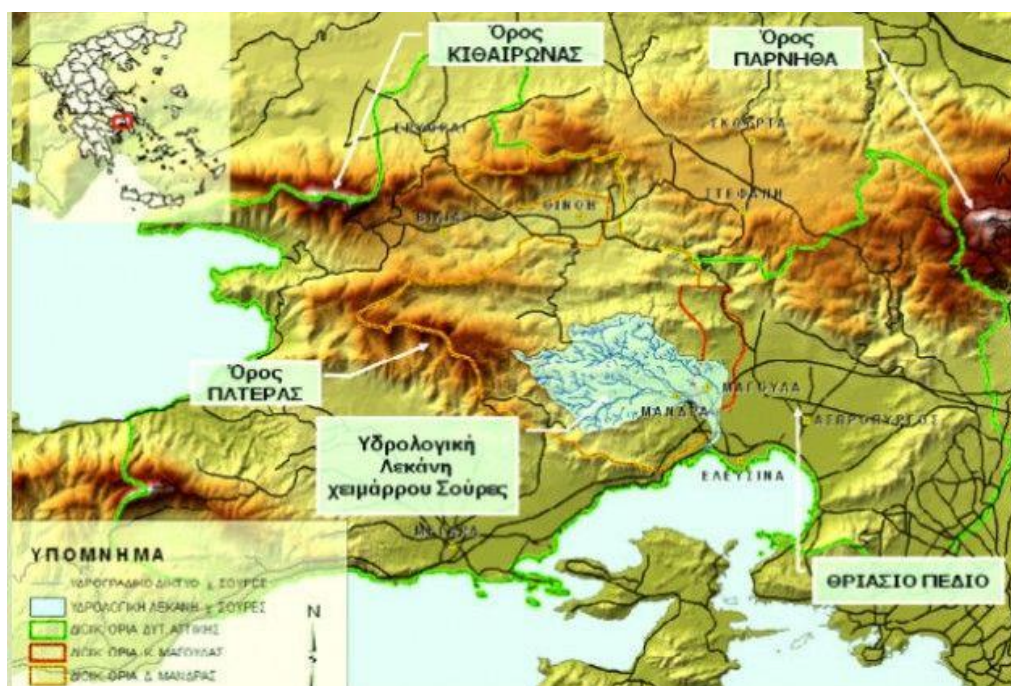 Όρος
ΚΙΘΑΙΡΩΝΑΣ
Όρος
ΠΑΡΝΗΘΑ
ΣΚΟΥΡΤΑ
ΣΤΕΦΑΝΗ
ΟΙΝΟΗ
Όρος
ΠΑΤΕΡΑΣ
ΜΑΓΟΥΛΑ
ΜΑΝΔΡΑ
ΑΣΠΡΟΠΥΡΓΟΣ
Υδρολογική
Λεκάνη
χειμάρρου Σούρες
ΕΛΕΥΣΙΝΑ
ΜΕΓΑΡΑ
ΘΡΙΑΣΙΟ ΠΕΔΙΟ
ΥΠΟΜΝΗΜΑ
ΥΔΡΟΓΡΑΦΙΚΟ ΔΙΚΤΥΟ χ. ΣΟΥΡΕΣ
ΥΔΡΟΛΟΓΙΚΗ ΛΕΚΑΝΗ χ. ΣΟΥΡΕΣ
ΔΙΟΙΚ. ΟΡΙΑ ΔΥΤ. ΑΤΤΙΚΗΣ
ΔΙΟΙΚ. ΟΡΙΑ Κ. ΜΑΓΟΥΛΑΣ
ΔΙΟΙΚ. ΟΡΙΑ Δ. ΜΑΝΔΡΑΣ
N